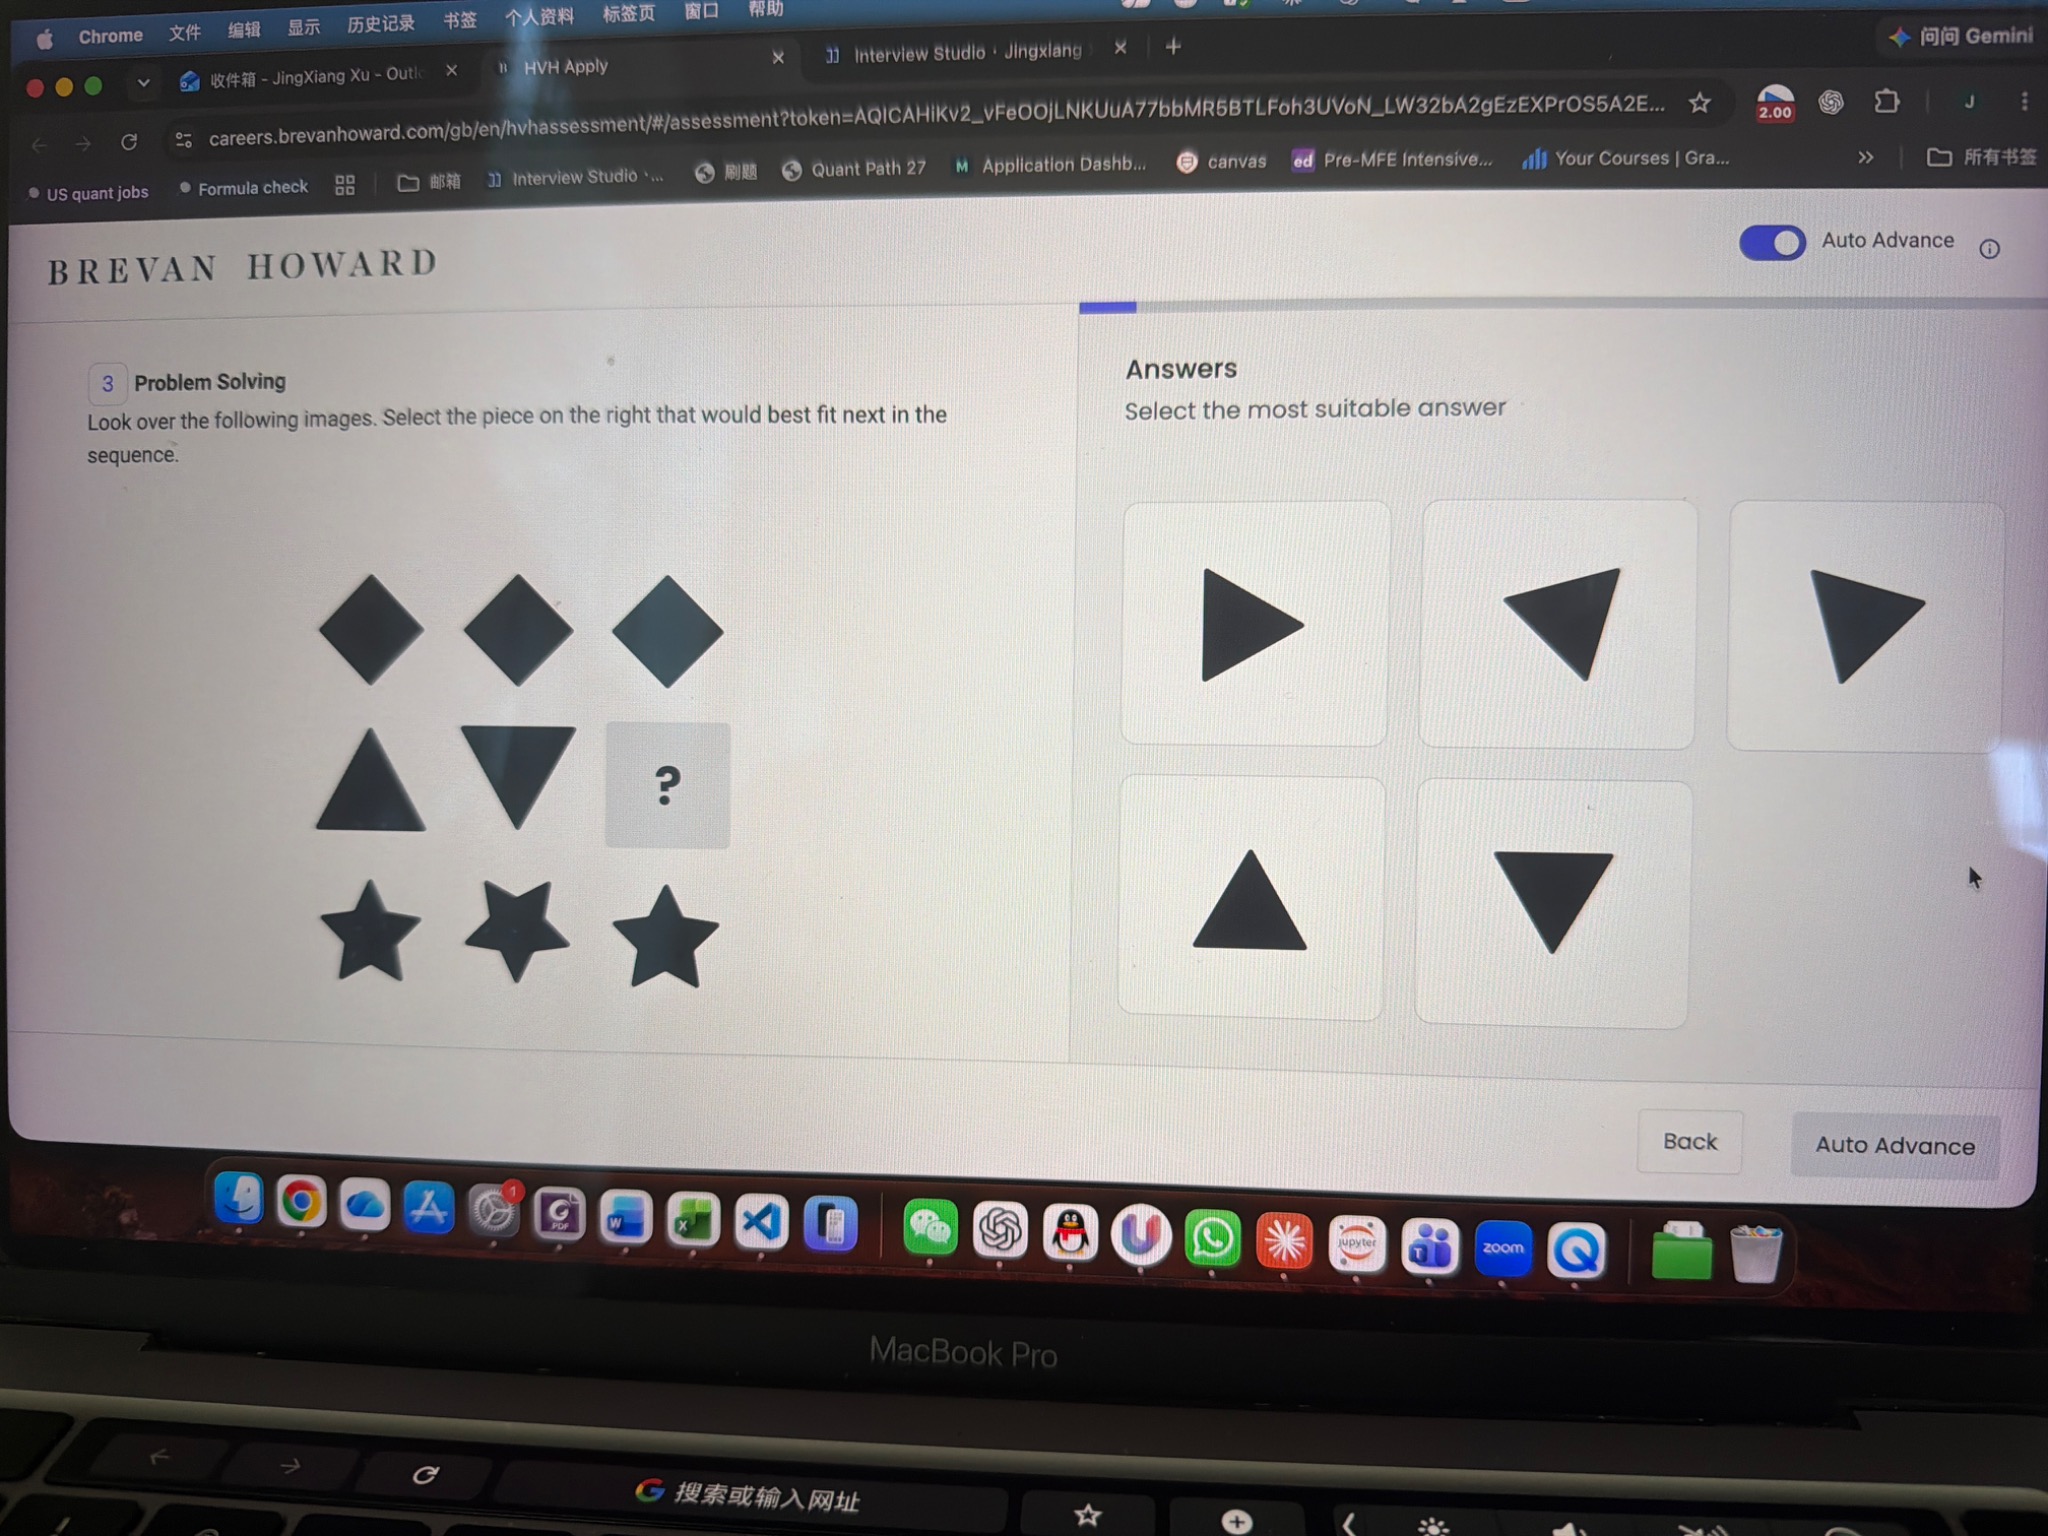 Chrome 文件 编辑 显示 历史记录 书签 个人资料 标签页 窗口 帮助
收件箱 - JingXiang Xu - Outl
HVH Apply
Interview Studio · Jingxiang
问问 Gemini
careers.brevanhoward.com/gb/en/hvhassessment/#/assessment?token=AQICAHiKv2_vFeOOjLNKUuA77bbMR5BTLFoh3UVoN_LW32bA2gEzEXPrOS5A2E...
2.00
J
US quant jobs
Formula check
邮箱
Interview Studio ·...
刷题
Quant Path 27
M Application Dashb...
canvas
ed Pre-MFE Intensive...
Your Courses | Gra...
»
所有书签
BREVAN HOWARD
Auto Advance
3 Problem Solving
Look over the following images. Select the piece on the right that would best fit next in the
sequence.
?
Answers
Select the most suitable answer
Back
Auto Advance
1
PDF
W
X
jupyter
T
zoom
MacBook Pro
G 搜索或输入网址